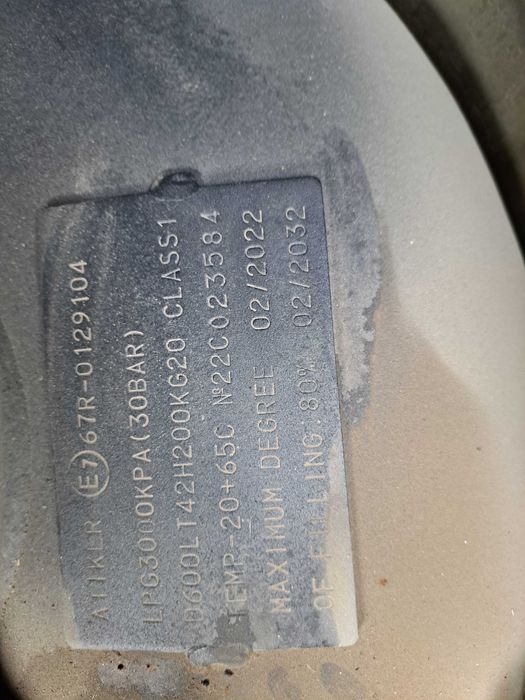 ATIKER E7 67R-0129104
LPG3000KPA(30BAR)
D600LT42H200KG20 CLASS1
TEMP-20+65C №22C023584
MAXIMUM DEGREE 02/2022
OF FILLING:80% 02/2032